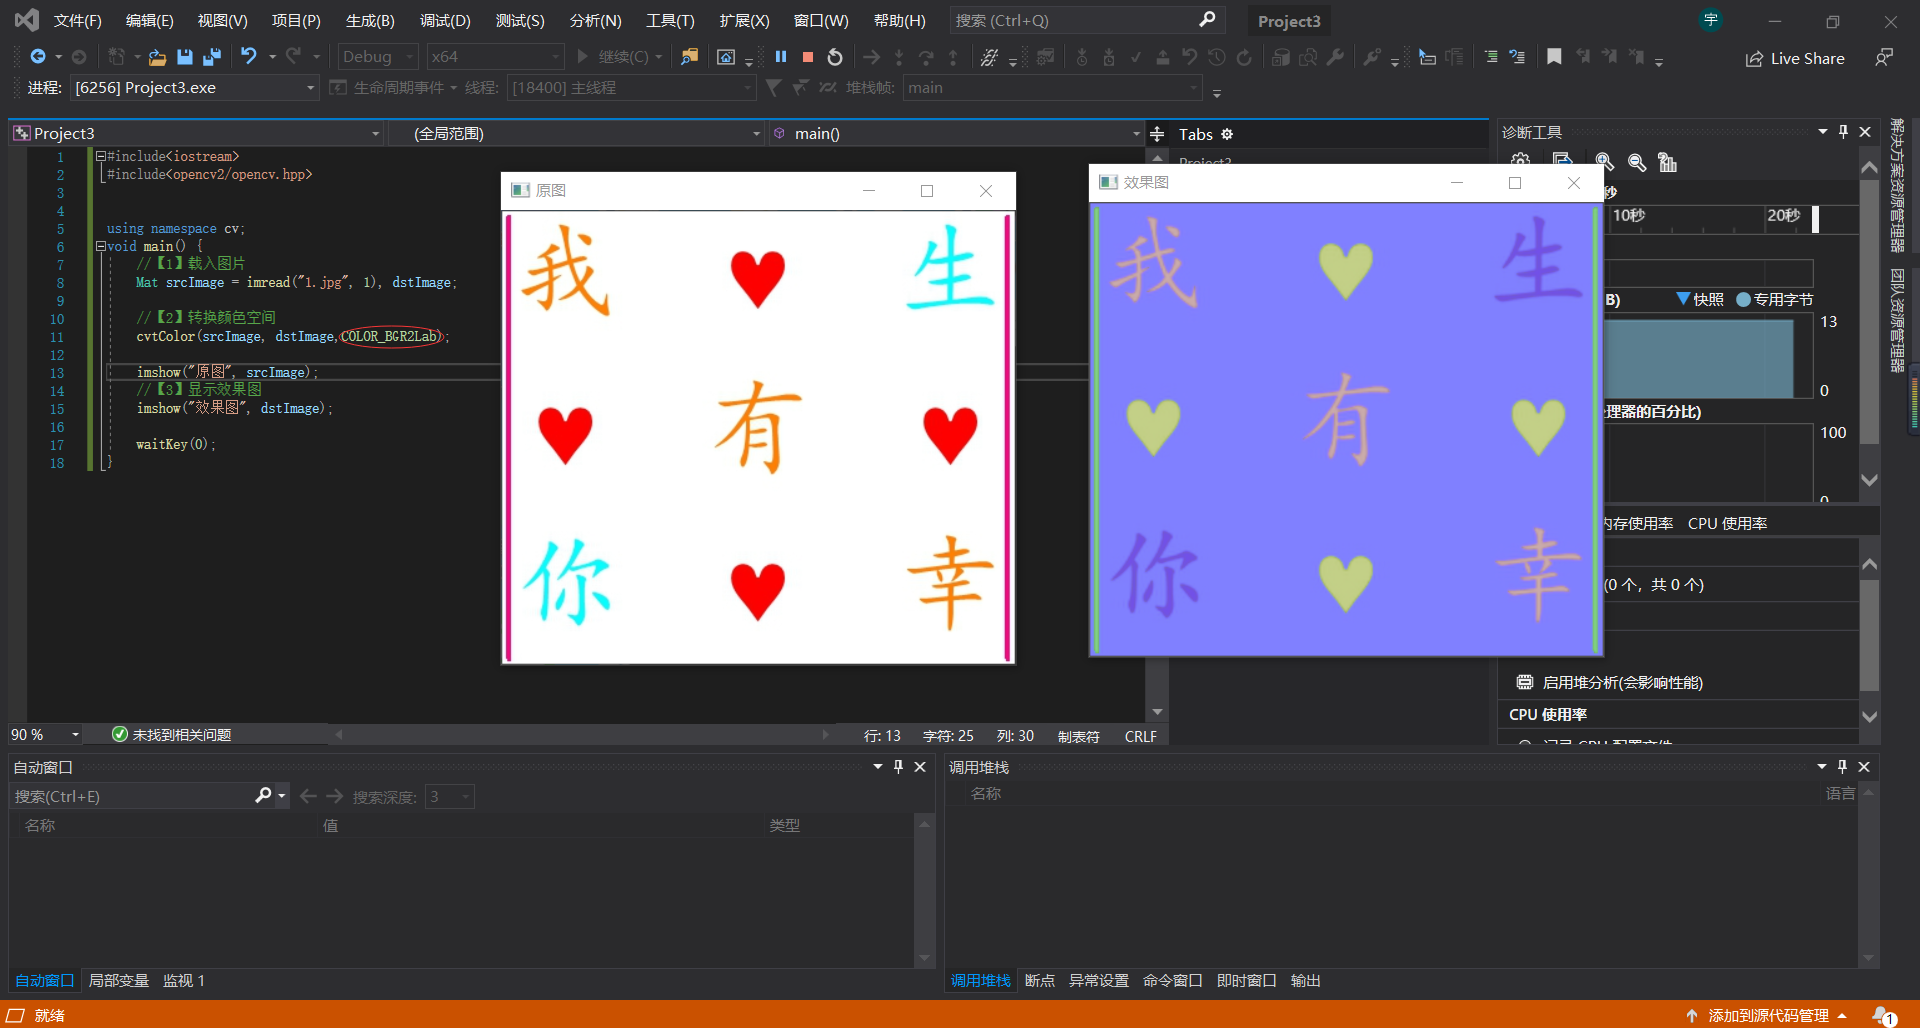 文件(F) 编辑(E) 视图(V) 项目(P) 生成(B) 调试(D) 测试(S) 分析(N) 工具(T) 扩展(X) 窗口(W) 帮助(H) 搜索 (Ctrl+Q) Project3 宇
Debug x64 继续(C) Live Share
进程: [6256] Project3.exe 生命周期事件 线程: [18400] 主线程 堆栈帧: main
Project3 (全局范围) main()
1 #include<iostream>
2 #include<opencv2/opencv.hpp>
3
4
5 using namespace cv;
6 void main() {
7 //【1】载入图片
8 Mat srcImage = imread("1.jpg", 1), dstImage;
9
10 //【2】转换颜色空间
11 cvtColor(srcImage, dstImage,COLOR_BGR2Lab);
12
13 imshow("原图", srcImage);
14 //【3】显示效果图
15 imshow("效果图", dstImage);
16
17 waitKey(0);
18 }
原图
我 生
有
你 幸
效果图
我 生
有
你 幸
Tabs
Project3
诊断工具
秒
10秒 20秒
B) 快照 专用字节
13
0
处理器的百分比)
100
0
内存使用率 CPU 使用率
(0 个，共 0 个)
启用堆分析(会影响性能)
CPU 使用率
记录 CPU 配置文件
解决方案资源管理器
团队资源管理器
90 % 未找到相关问题 行: 13 字符: 25 列: 30 制表符 CRLF
自动窗口
搜索(Ctrl+E) 搜索深度: 3
名称 值 类型
自动窗口 局部变量 监视 1
调用堆栈
名称 语言
调用堆栈 断点 异常设置 命令窗口 即时窗口 输出
就绪 添加到源代码管理 1